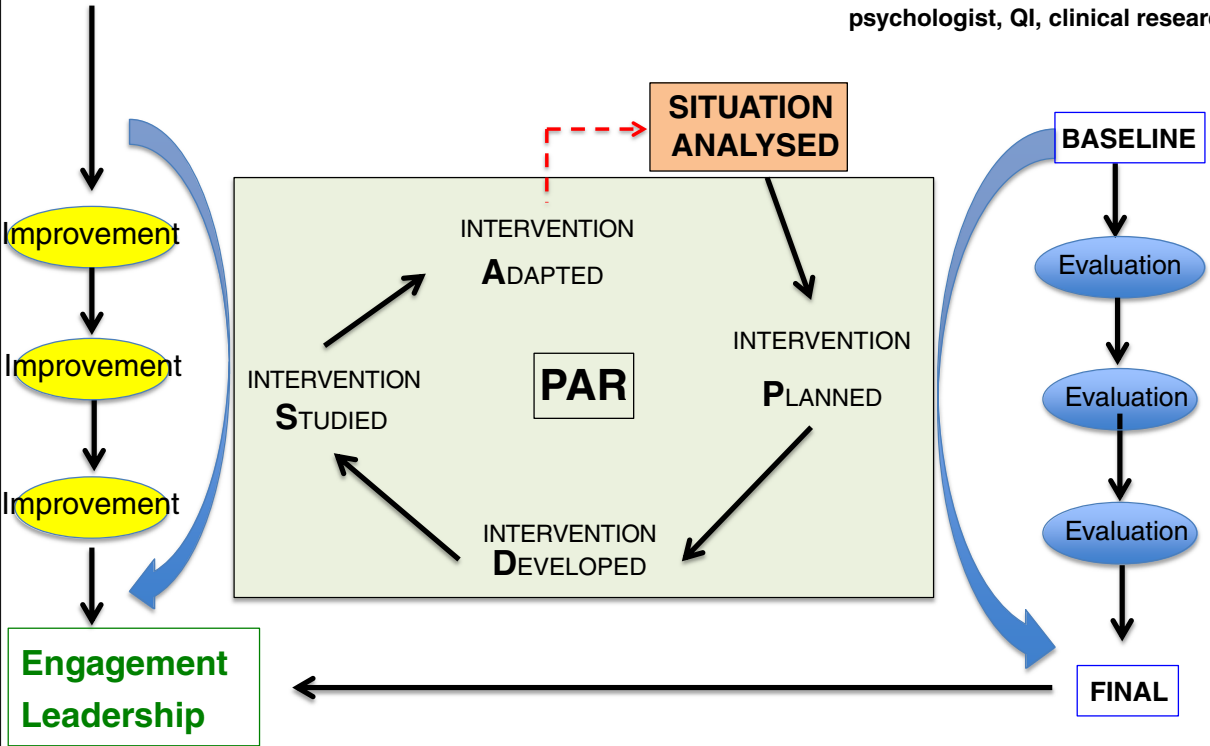 psychologist, QI, clinical
SITUATION
ANALYSED
BASELINE
Improvement
Improvement
Improvement
INTERVENTION
ADAPTED
INTERVENTION
PLANNED
INTERVENTION
DEVELOPED
INTERVENTION
STUDIED
PAR
Evaluation
Evaluation
Evaluation
Engagement
Leadership
FINAL